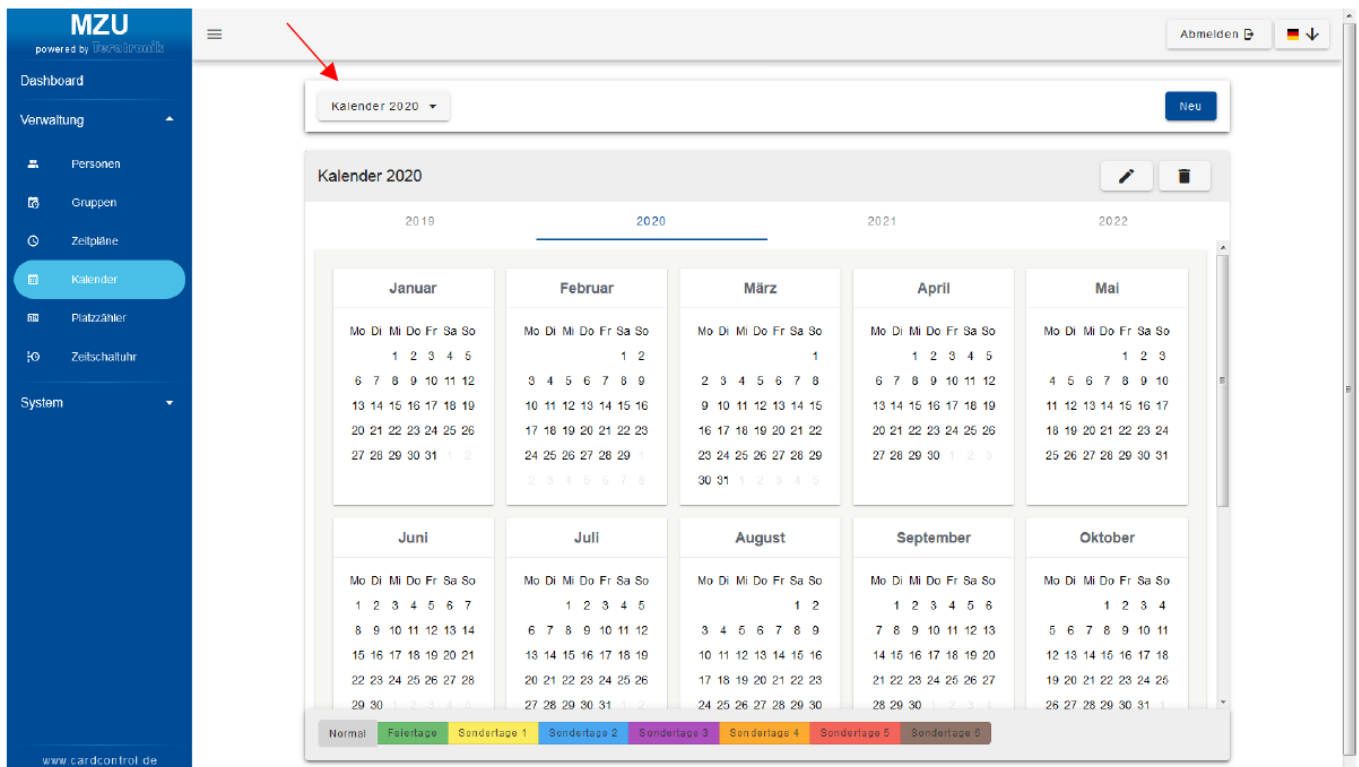 MZU
powered by Teratronik
Abmelden
Dashboard
Verwaltung
Personen
Gruppen
Zeitpläne
Kalender
Platzzähler
Zeitschaltuhr
System
www.cardcontrol.de
Kalender 2020
Neu
Kalender 2020
2019 2020 2021 2022
Januar Februar März April Mai
Mo Di Mi Do Fr Sa So Mo Di Mi Do Fr Sa So Mo Di Mi Do Fr Sa So Mo Di Mi Do Fr Sa So Mo Di Mi Do Fr Sa So
1 2 3 4 5 1 2 1 1 2 3 4 5 1 2 3
6 7 8 9 10 11 12 3 4 5 6 7 8 9 2 3 4 5 6 7 8 6 7 8 9 10 11 12 4 5 6 7 8 9 10
13 14 15 16 17 18 19 10 11 12 13 14 15 16 9 10 11 12 13 14 15 13 14 15 16 17 18 19 11 12 13 14 15 16 17
20 21 22 23 24 25 26 17 18 19 20 21 22 23 16 17 18 19 20 21 22 20 21 22 23 24 25 26 18 19 20 21 22 23 24
27 28 29 30 31 1 2 24 25 26 27 28 29 1 23 24 25 26 27 28 29 27 28 29 30 1 2 3 25 26 27 28 29 30 31
2 3 4 5 6 7 8 30 31 1 2 3 4 5
Juni Juli August September Oktober
Mo Di Mi Do Fr Sa So Mo Di Mi Do Fr Sa So Mo Di Mi Do Fr Sa So Mo Di Mi Do Fr Sa So Mo Di Mi Do Fr Sa So
1 2 3 4 5 6 7 1 2 3 4 5 1 2 1 2 3 4 5 6 1 2 3 4
8 9 10 11 12 13 14 6 7 8 9 10 11 12 3 4 5 6 7 8 9 7 8 9 10 11 12 13 5 6 7 8 9 10 11
15 16 17 18 19 20 21 13 14 15 16 17 18 19 10 11 12 13 14 15 16 14 15 16 17 18 19 20 12 13 14 15 16 17 18
22 23 24 25 26 27 28 20 21 22 23 24 25 26 17 18 19 20 21 22 23 21 22 23 24 25 26 27 19 20 21 22 23 24 25
29 30 1 2 3 4 5 27 28 29 30 31 1 2 24 25 26 27 28 29 30 28 29 30 1 2 3 4 26 27 28 29 30 31 1
Normal Feiertage Sondertage 1 Sondertage 2 Sondertage 3 Sondertage 4 Sondertage 5 Sondertage 6